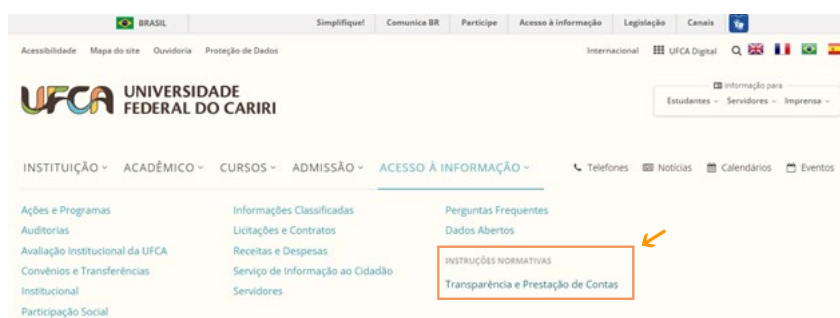 BRASIL Simplifique! Comunica BR Participe Acesso à informação Legislação Canais
Acessibilidade Mapa do site Ouvidoria Proteção de Dados Internacional UFCA Digital
UFCA UNIVERSIDADE FEDERAL DO CARIRI
Informação para
Estudantes Servidores Imprensa
INSTITUIÇÃO ACADÊMICO CURSOS ADMISSÃO ACESSO À INFORMAÇÃO Telefones Notícias Calendários Eventos
Ações e Programas
Auditorias
Avaliação Institucional da UFCA
Convênios e Transferências
Institucional
Participação Social
Informações Classificadas
Licitações e Contratos
Receitas e Despesas
Serviço de Informação ao Cidadão
Servidores
Perguntas Frequentes
Dados Abertos
INSTRUÇÕES NORMATIVAS
Transparência e Prestação de Contas